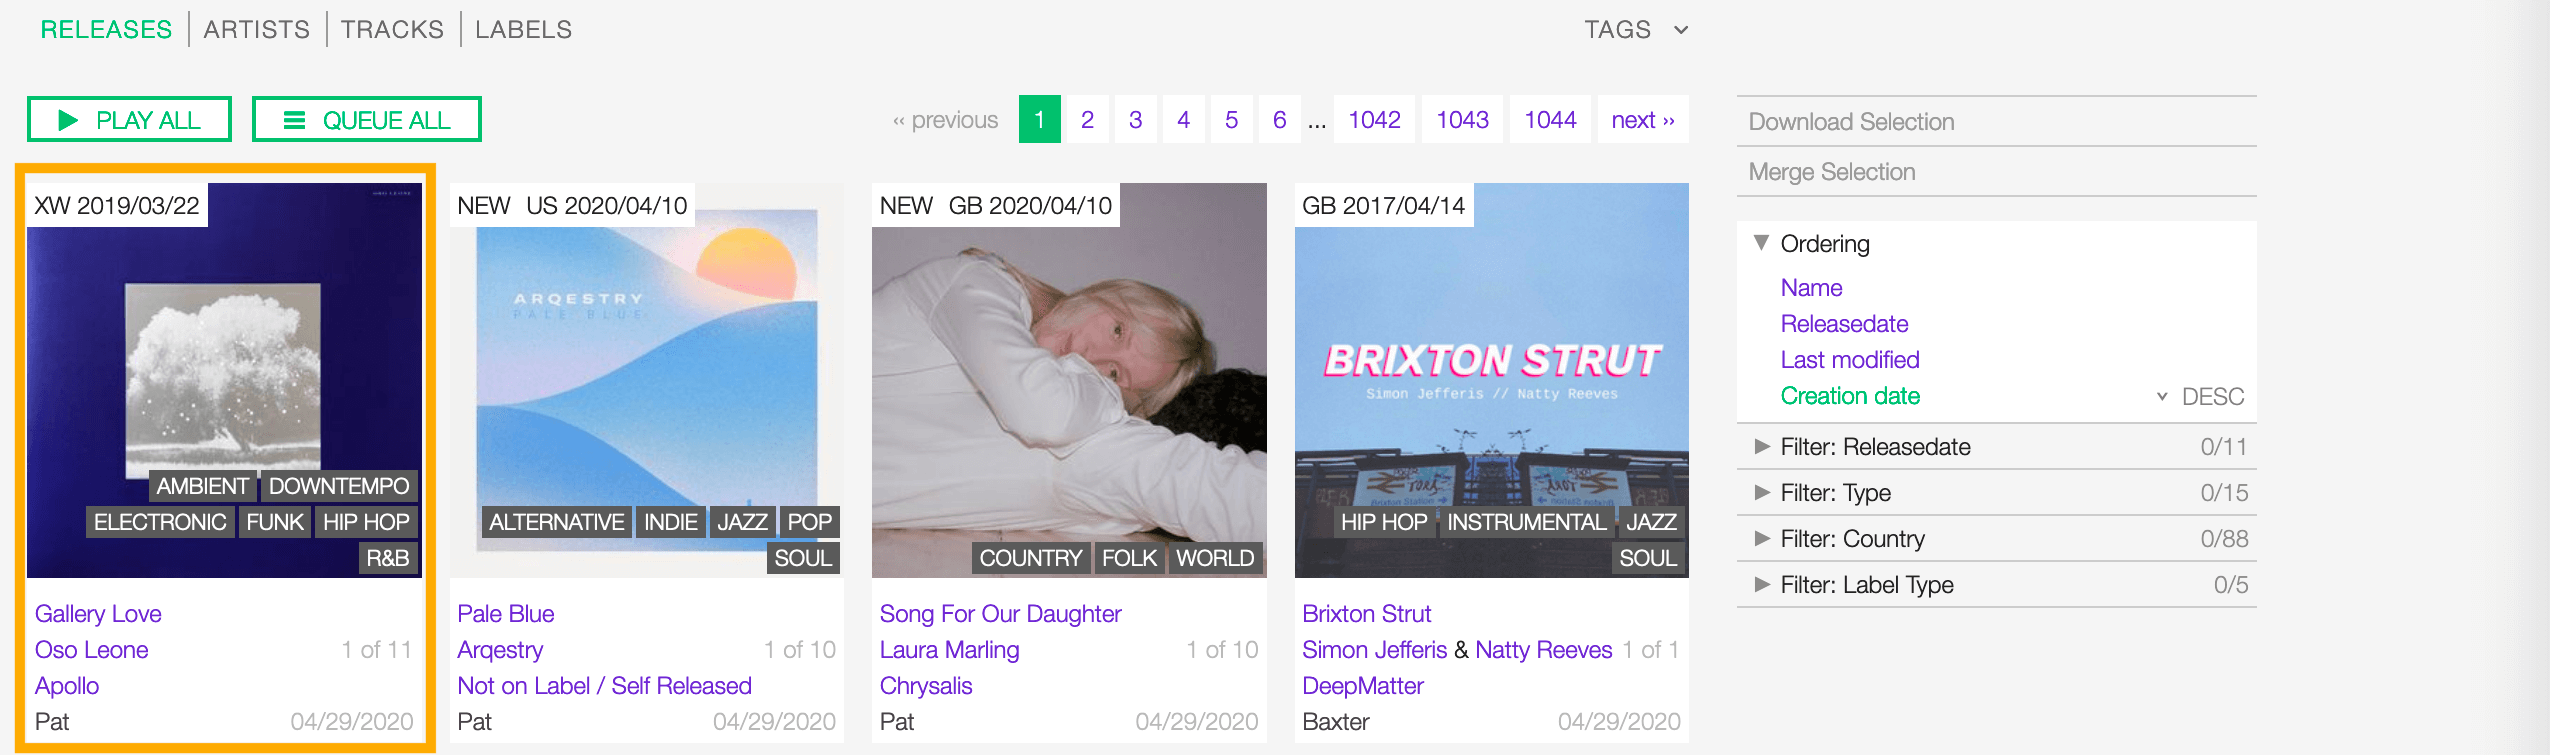 RELEASES ARTISTS TRACKS LABELS TAGS
PLAY ALL QUEUE ALL
‹‹ previous 1 2 3 4 5 6 ... 1042 1043 1044 next ››
XW 2019/03/22
AMBIENT DOWNTEMPO
ELECTRONIC FUNK HIP HOP
R&B
Gallery Love
Oso Leone 1 of 11
Apollo
Pat 04/29/2020
NEW US 2020/04/10
ARQESTRY
PALE BLUE
ALTERNATIVE INDIE JAZZ POP
SOUL
Pale Blue
Arqestry 1 of 10
Not on Label / Self Released
Pat 04/29/2020
NEW GB 2020/04/10
COUNTRY FOLK WORLD
Song For Our Daughter
Laura Marling 1 of 10
Chrysalis
Pat 04/29/2020
GB 2017/04/14
BRIXTON STRUT
Simon Jefferis // Natty Reeves
HIP HOP INSTRUMENTAL JAZZ
SOUL
Brixton Strut
Simon Jefferis & Natty Reeves 1 of 1
DeepMatter
Baxter 04/29/2020
Download Selection
Merge Selection
Ordering
Name
Releasedate
Last modified
Creation date DESC
Filter: Releasedate 0/11
Filter: Type 0/15
Filter: Country 0/88
Filter: Label Type 0/5